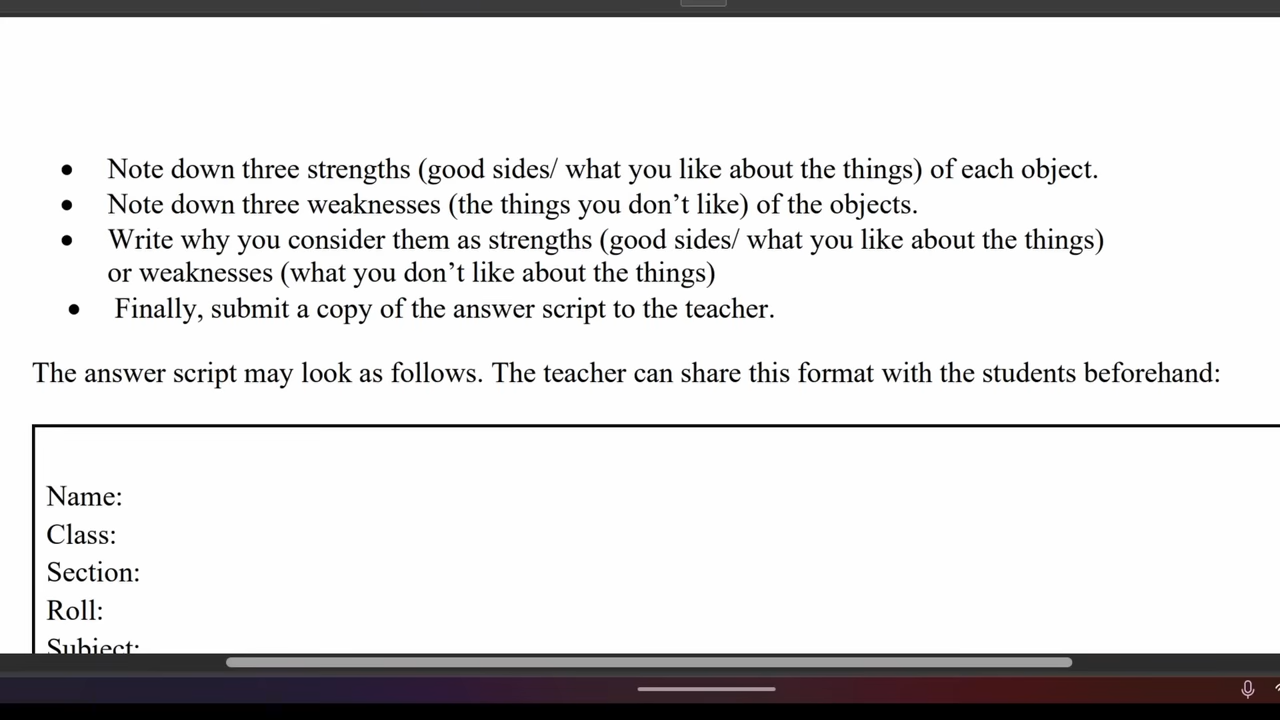 • Note down three strengths (good sides/ what you like about the things) of each object.
• Note down three weaknesses (the things you don’t like) of the objects.
• Write why you consider them as strengths (good sides/ what you like about the things)
or weaknesses (what you don’t like about the things)
• Finally, submit a copy of the answer script to the teacher.
The answer script may look as follows. The teacher can share this format with the students beforehand:
Name:
Class:
Section:
Roll:
Subject: